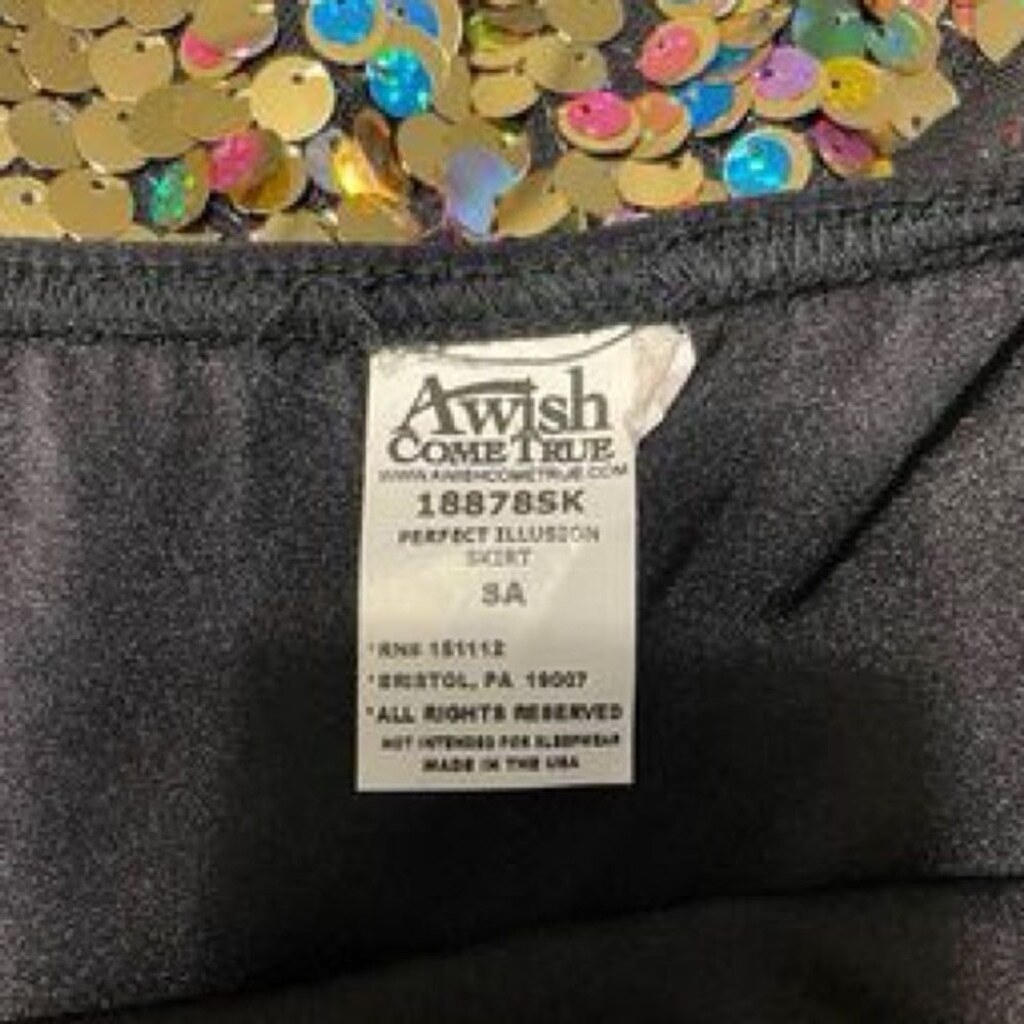 A wish
COME TRUE
WWW.AWISHCOMETRUE.COM
18878SK
PERFECT ILLUSION
SKIRT
SA
*RN# 151112
*BRISTOL, PA 19007
*ALL RIGHTS RESERVED
NOT INTENDED FOR SLEEPWEAR
MADE IN THE USA